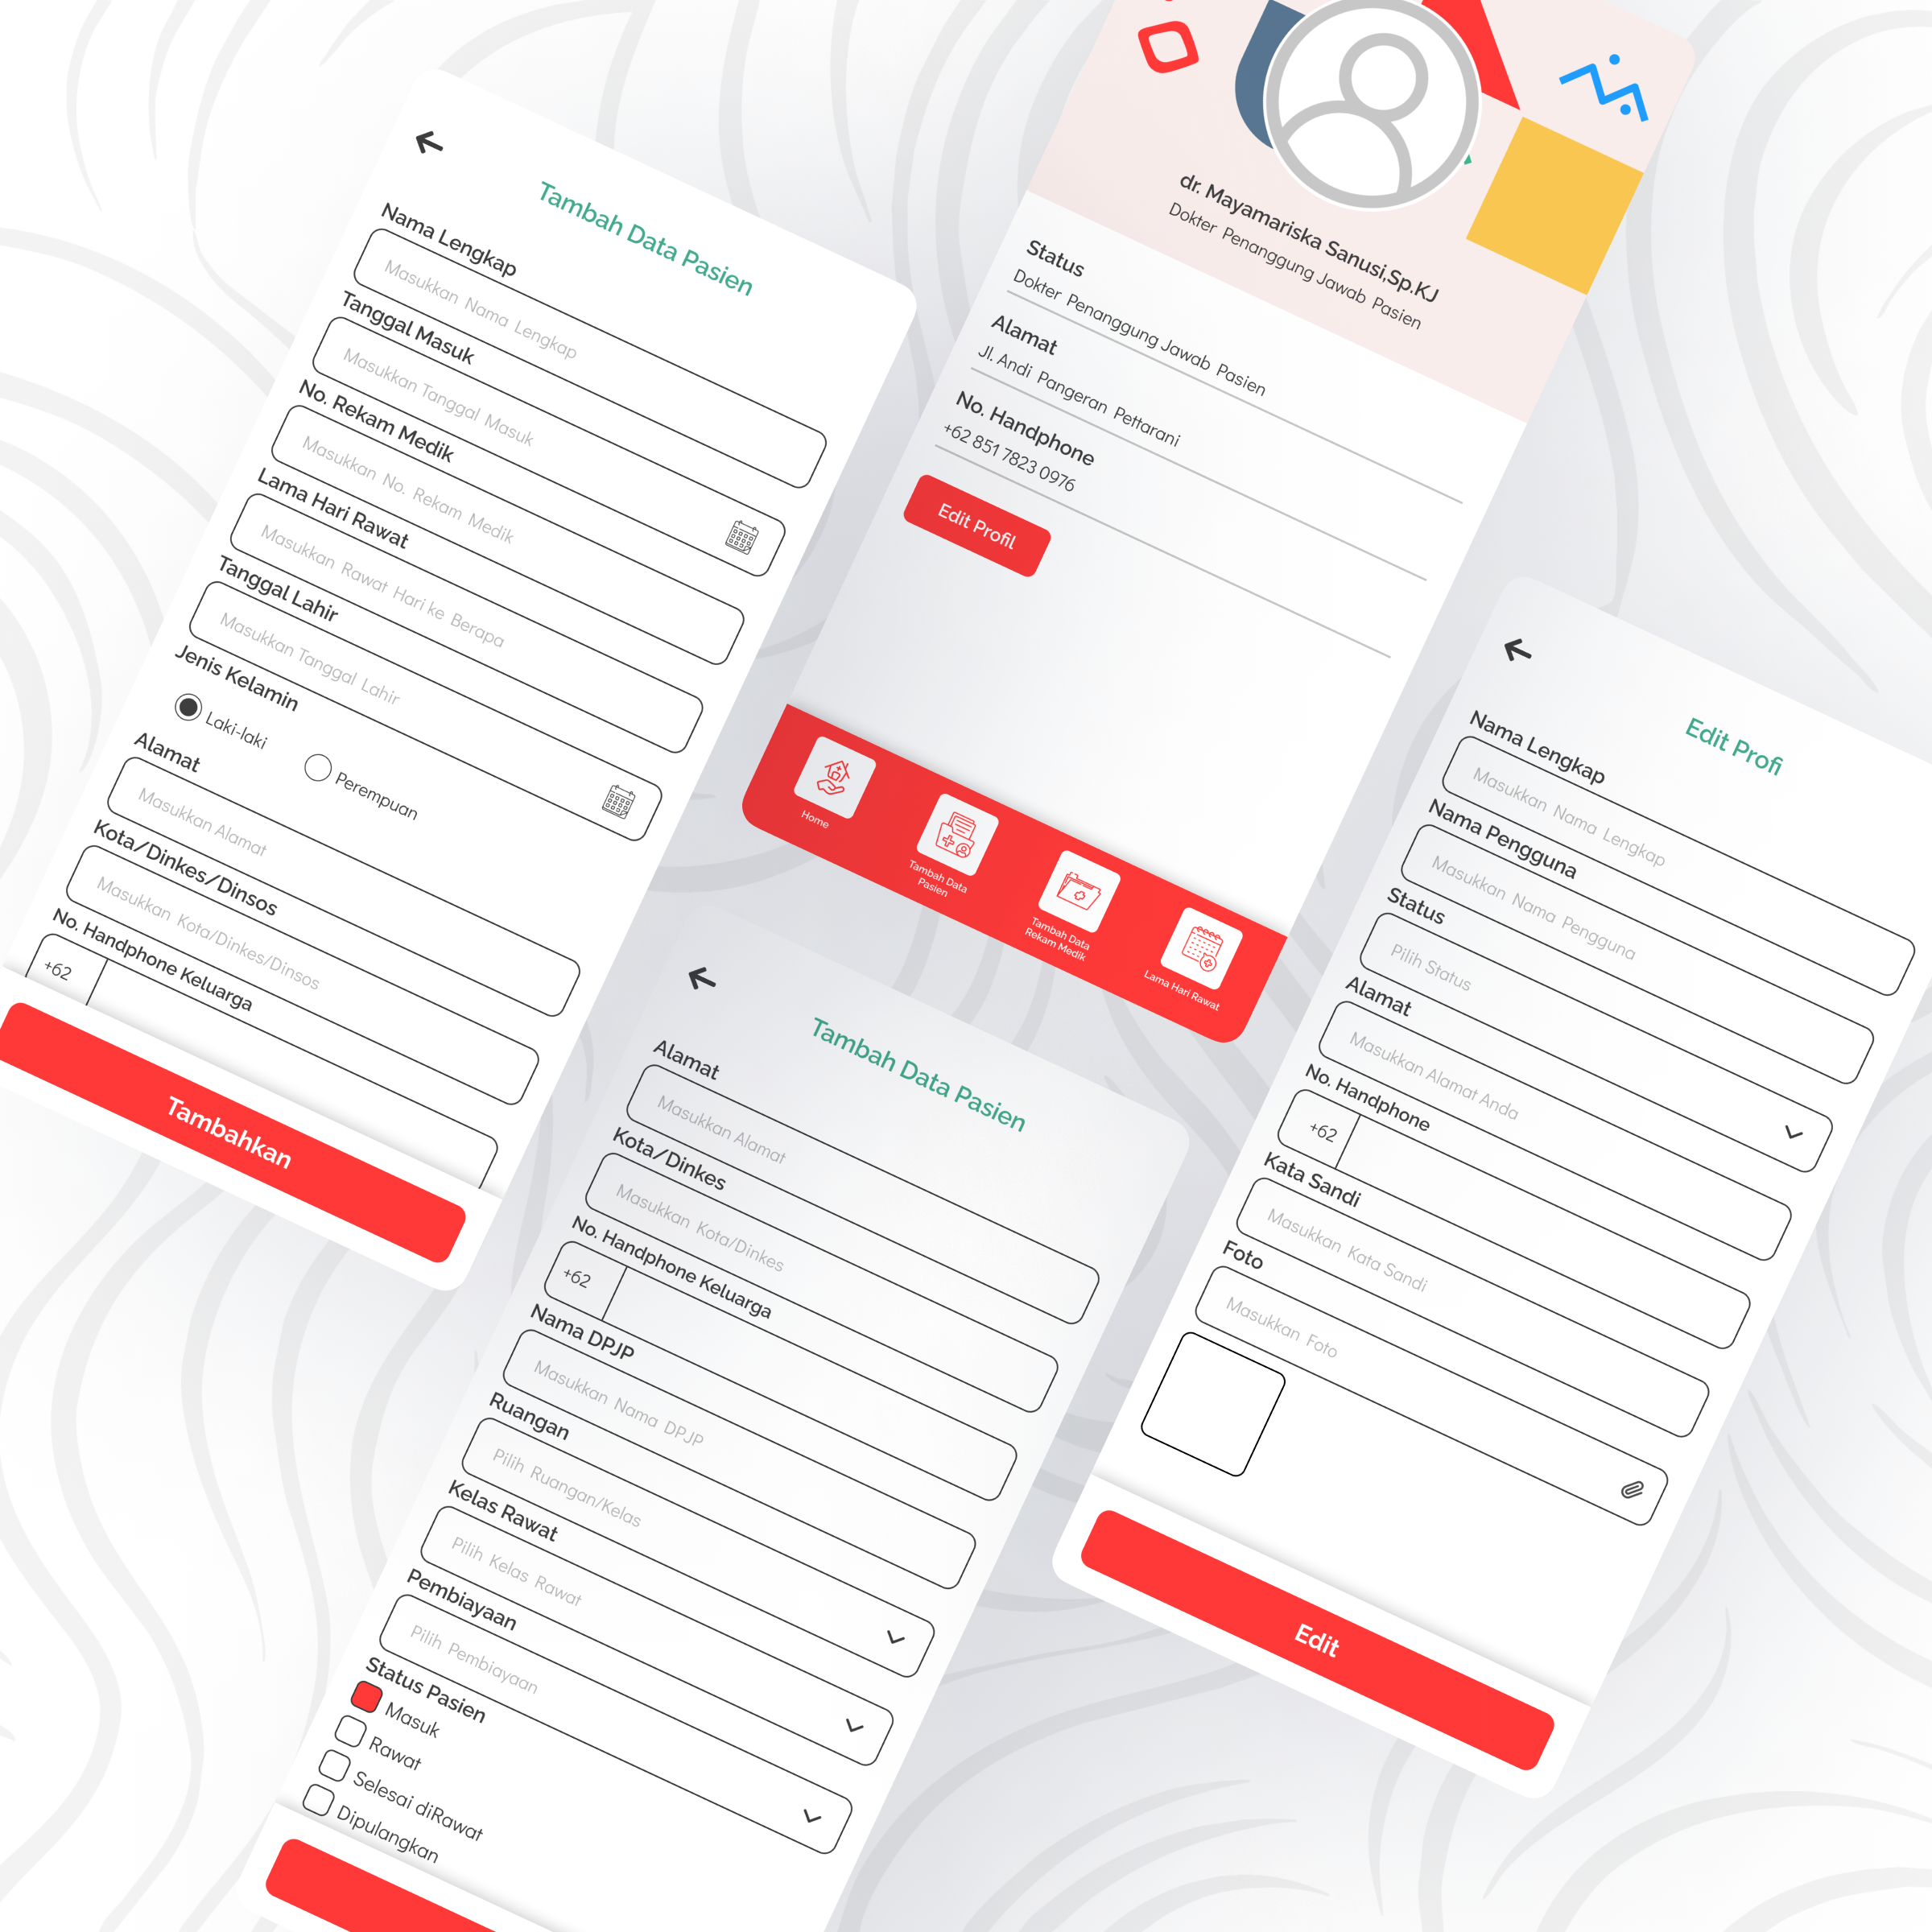 Tambah Data Pasien
Nama Lengkap
Masukkan Nama Lengkap
Tanggal Masuk
Masukkan Tanggal Masuk
No. Rekam Medik
Masukkan No. Rekam Medik
Lama Hari Rawat
Masukkan Rawat Hari ke Berapa
Tanggal Lahir
Masukkan Tanggal Lahir
Jenis Kelamin
Laki-laki
Perempuan
Alamat
Masukkan Alamat
Kota/Dinkes/Dinsos
Masukkan Kota/Dinkes/Dinsos
No. Handphone Keluarga
+62
Tambahkan
dr. Mayamariska Sanusi,Sp.KJ
Dokter Penanggung Jawab Pasien
Status
Dokter Penanggung Jawab Pasien
Alamat
Jl. Andi Pangeran Pettarani
No. Handphone
+62 851 7823 0976
Edit Profil
Home
Tambah Data
Pasien
Tambah Data
Rekam Medik
Lama Hari Rawat
Tambah Data Pasien
Alamat
Masukkan Alamat
Kota/Dinkes
Masukkan Kota/Dinkes
No. Handphone Keluarga
+62
Nama DPJP
Masukkan Nama DPJP
Ruangan
Pilih Ruangan/Kelas
Kelas Rawat
Pilih Kelas Rawat
Pembiayaan
Pilih Pembiayaan
Status Pasien
Masuk
Rawat
Selesai diRawat
Dipulangkan
Edit Profi
Nama Lengkap
Masukkan Nama Lengkap
Nama Pengguna
Masukkan Nama Pengguna
Status
Pilih Status
Alamat
Masukkan Alamat Anda
No. Handphone
+62
Kata Sandi
Masukkan Kata Sandi
Foto
Masukkan Foto
Edit